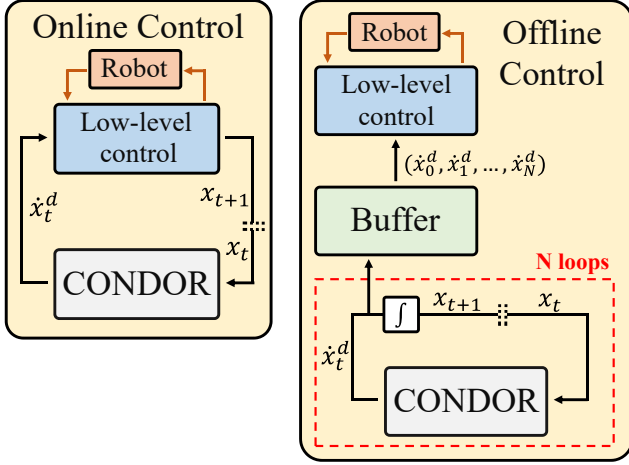 Online Control
Robot
Low-level
control
ẋ_t^d
x_{t+1}
x_t
CONDOR
Offline
Control
Robot
Low-level
control
(ẋ_0^d, ẋ_1^d, ..., ẋ_N^d)
Buffer
N loops
∫
x_{t+1}
x_t
ẋ_t^d
CONDOR